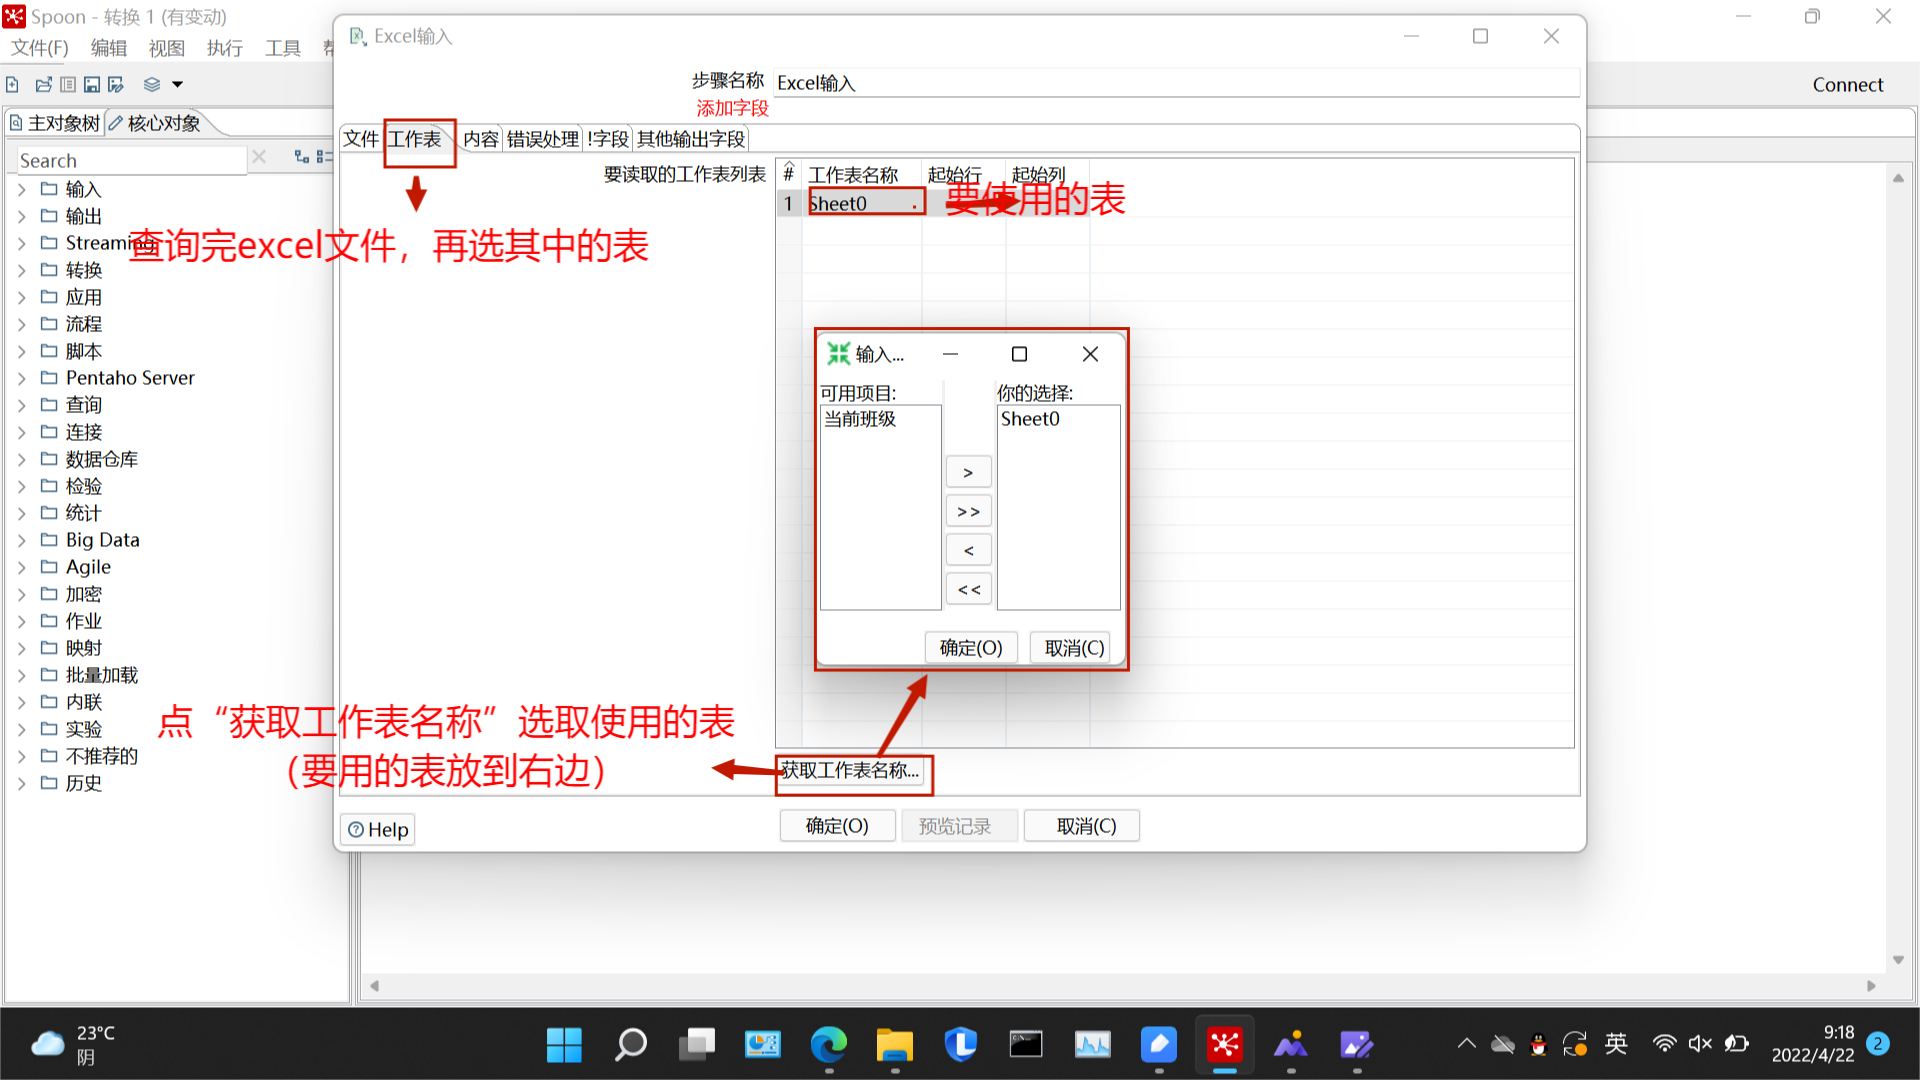 Spoon - 转换 1 (有变动)
文件(F) 编辑 视图 执行 工具
Connect
主对象树 核心对象
Search
输入
输出
Streaming
转换
应用
流程
脚本
Pentaho Server
查询
连接
数据仓库
检验
统计
Big Data
Agile
加密
作业
映射
批量加载
内联
实验
不推荐的
历史
Excel输入
步骤名称 Excel输入
添加字段
文件 工作表 内容 错误处理 !字段 其他输出字段
要读取的工作表列表
# 工作表名称 起始行 起始列
1 Sheet0 .
要使用的表
查询完excel文件，再选其中的表
输入...
可用项目: 你的选择:
当前班级 Sheet0
>
>>
<
<<
确定(O) 取消(C)
点“获取工作表名称”选取使用的表
（要用的表放到右边）
获取工作表名称...
Help 确定(O) 预览记录 取消(C)
23°C
阴
英
9:18
2022/4/22
2